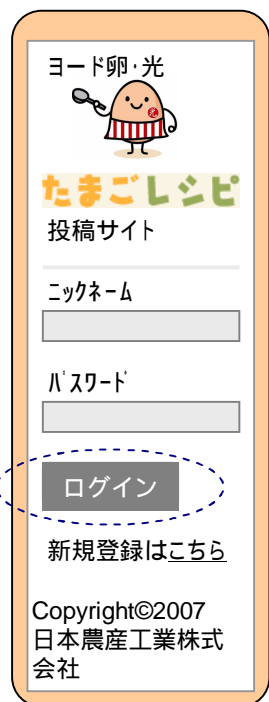 ヨード卵・光
光
たまごレシピ
投稿サイト
ﾆｯｸﾈｰﾑ
ﾊﾟｽﾜｰﾄﾞ
ログイン
新規登録はこちら
Copyright©2007
日本農産工業株式
会社